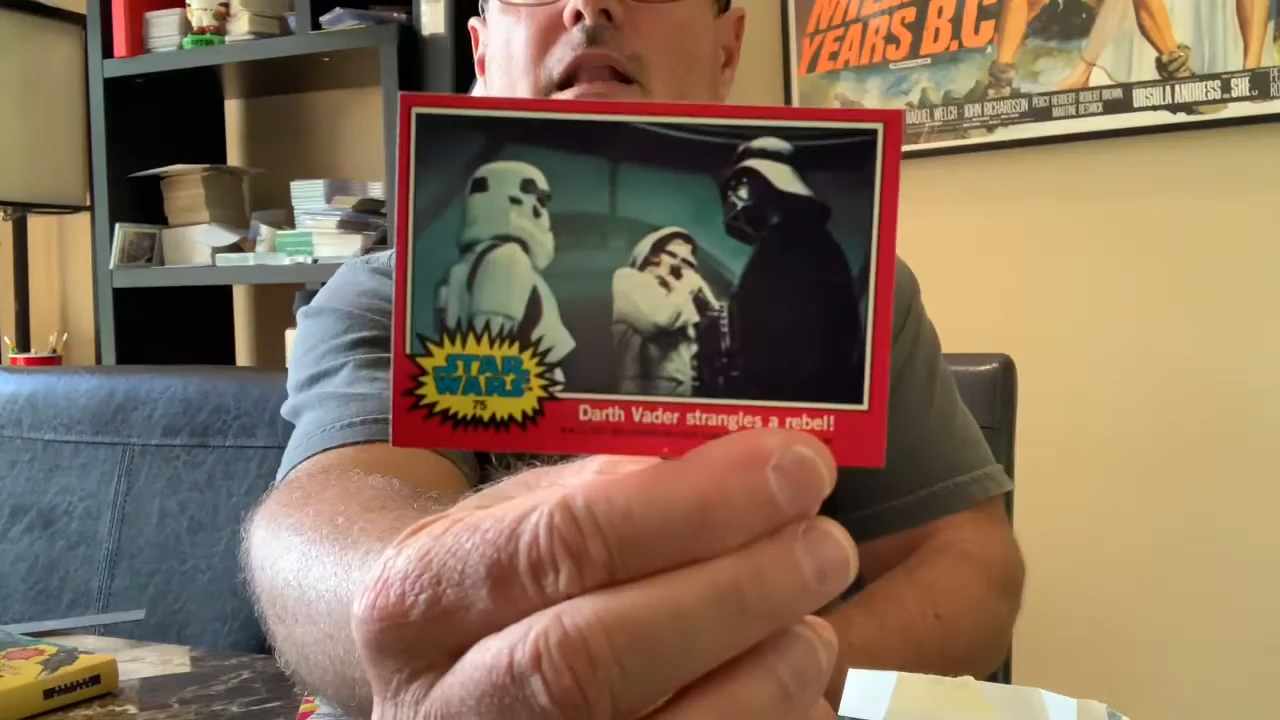 MILL
YEARS B.C.
RAQUEL WELCH · JOHN RICHARDSON PERCY HERBERT · ROBERT BROWN
MARTINE BESWICK
URSULA ANDRESS...SHE
STAR
WARS
75
Darth Vader strangles a rebel!